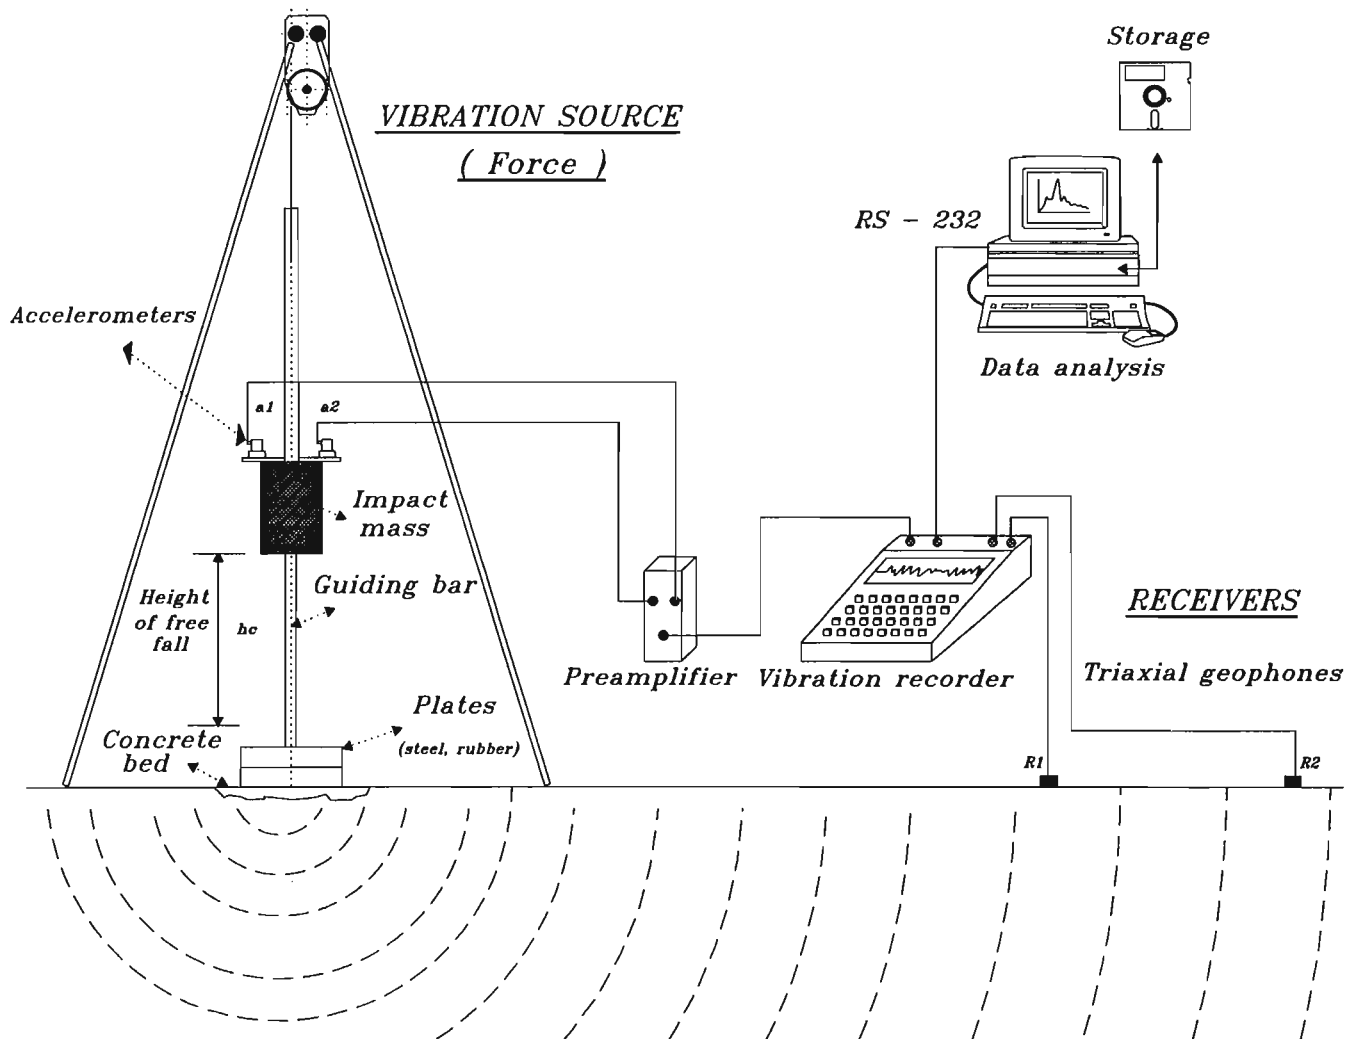 Storage
VIBRATION SOURCE
( Force )
RS - 232
Accelerometers
Data analysis
a1
a2
Impact
mass
Guiding bar
Height
of free
fall
hc
RECEIVERS
Preamplifier
Vibration recorder
Triaxial geophones
Plates
(steel, rubber)
Concrete
bed
R1
R2